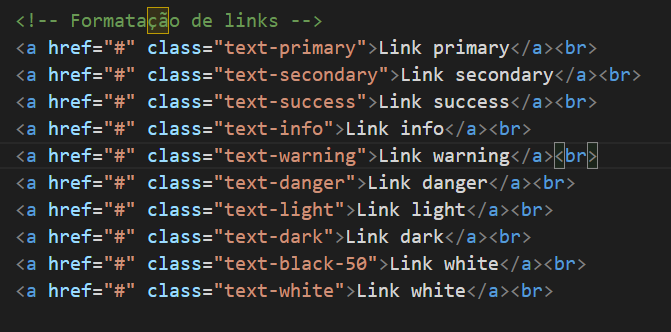 <!-- Formatação de links -->
<a href="#" class="text-primary">Link primary</a><br>
<a href="#" class="text-secondary">Link secondary</a><br>
<a href="#" class="text-success">Link success</a><br>
<a href="#" class="text-info">Link info</a><br>
<a href="#" class="text-warning">Link warning</a><br>
<a href="#" class="text-danger">Link danger</a><br>
<a href="#" class="text-light">Link light</a><br>
<a href="#" class="text-dark">Link dark</a><br>
<a href="#" class="text-black-50">Link white</a><br>
<a href="#" class="text-white">Link white</a><br>